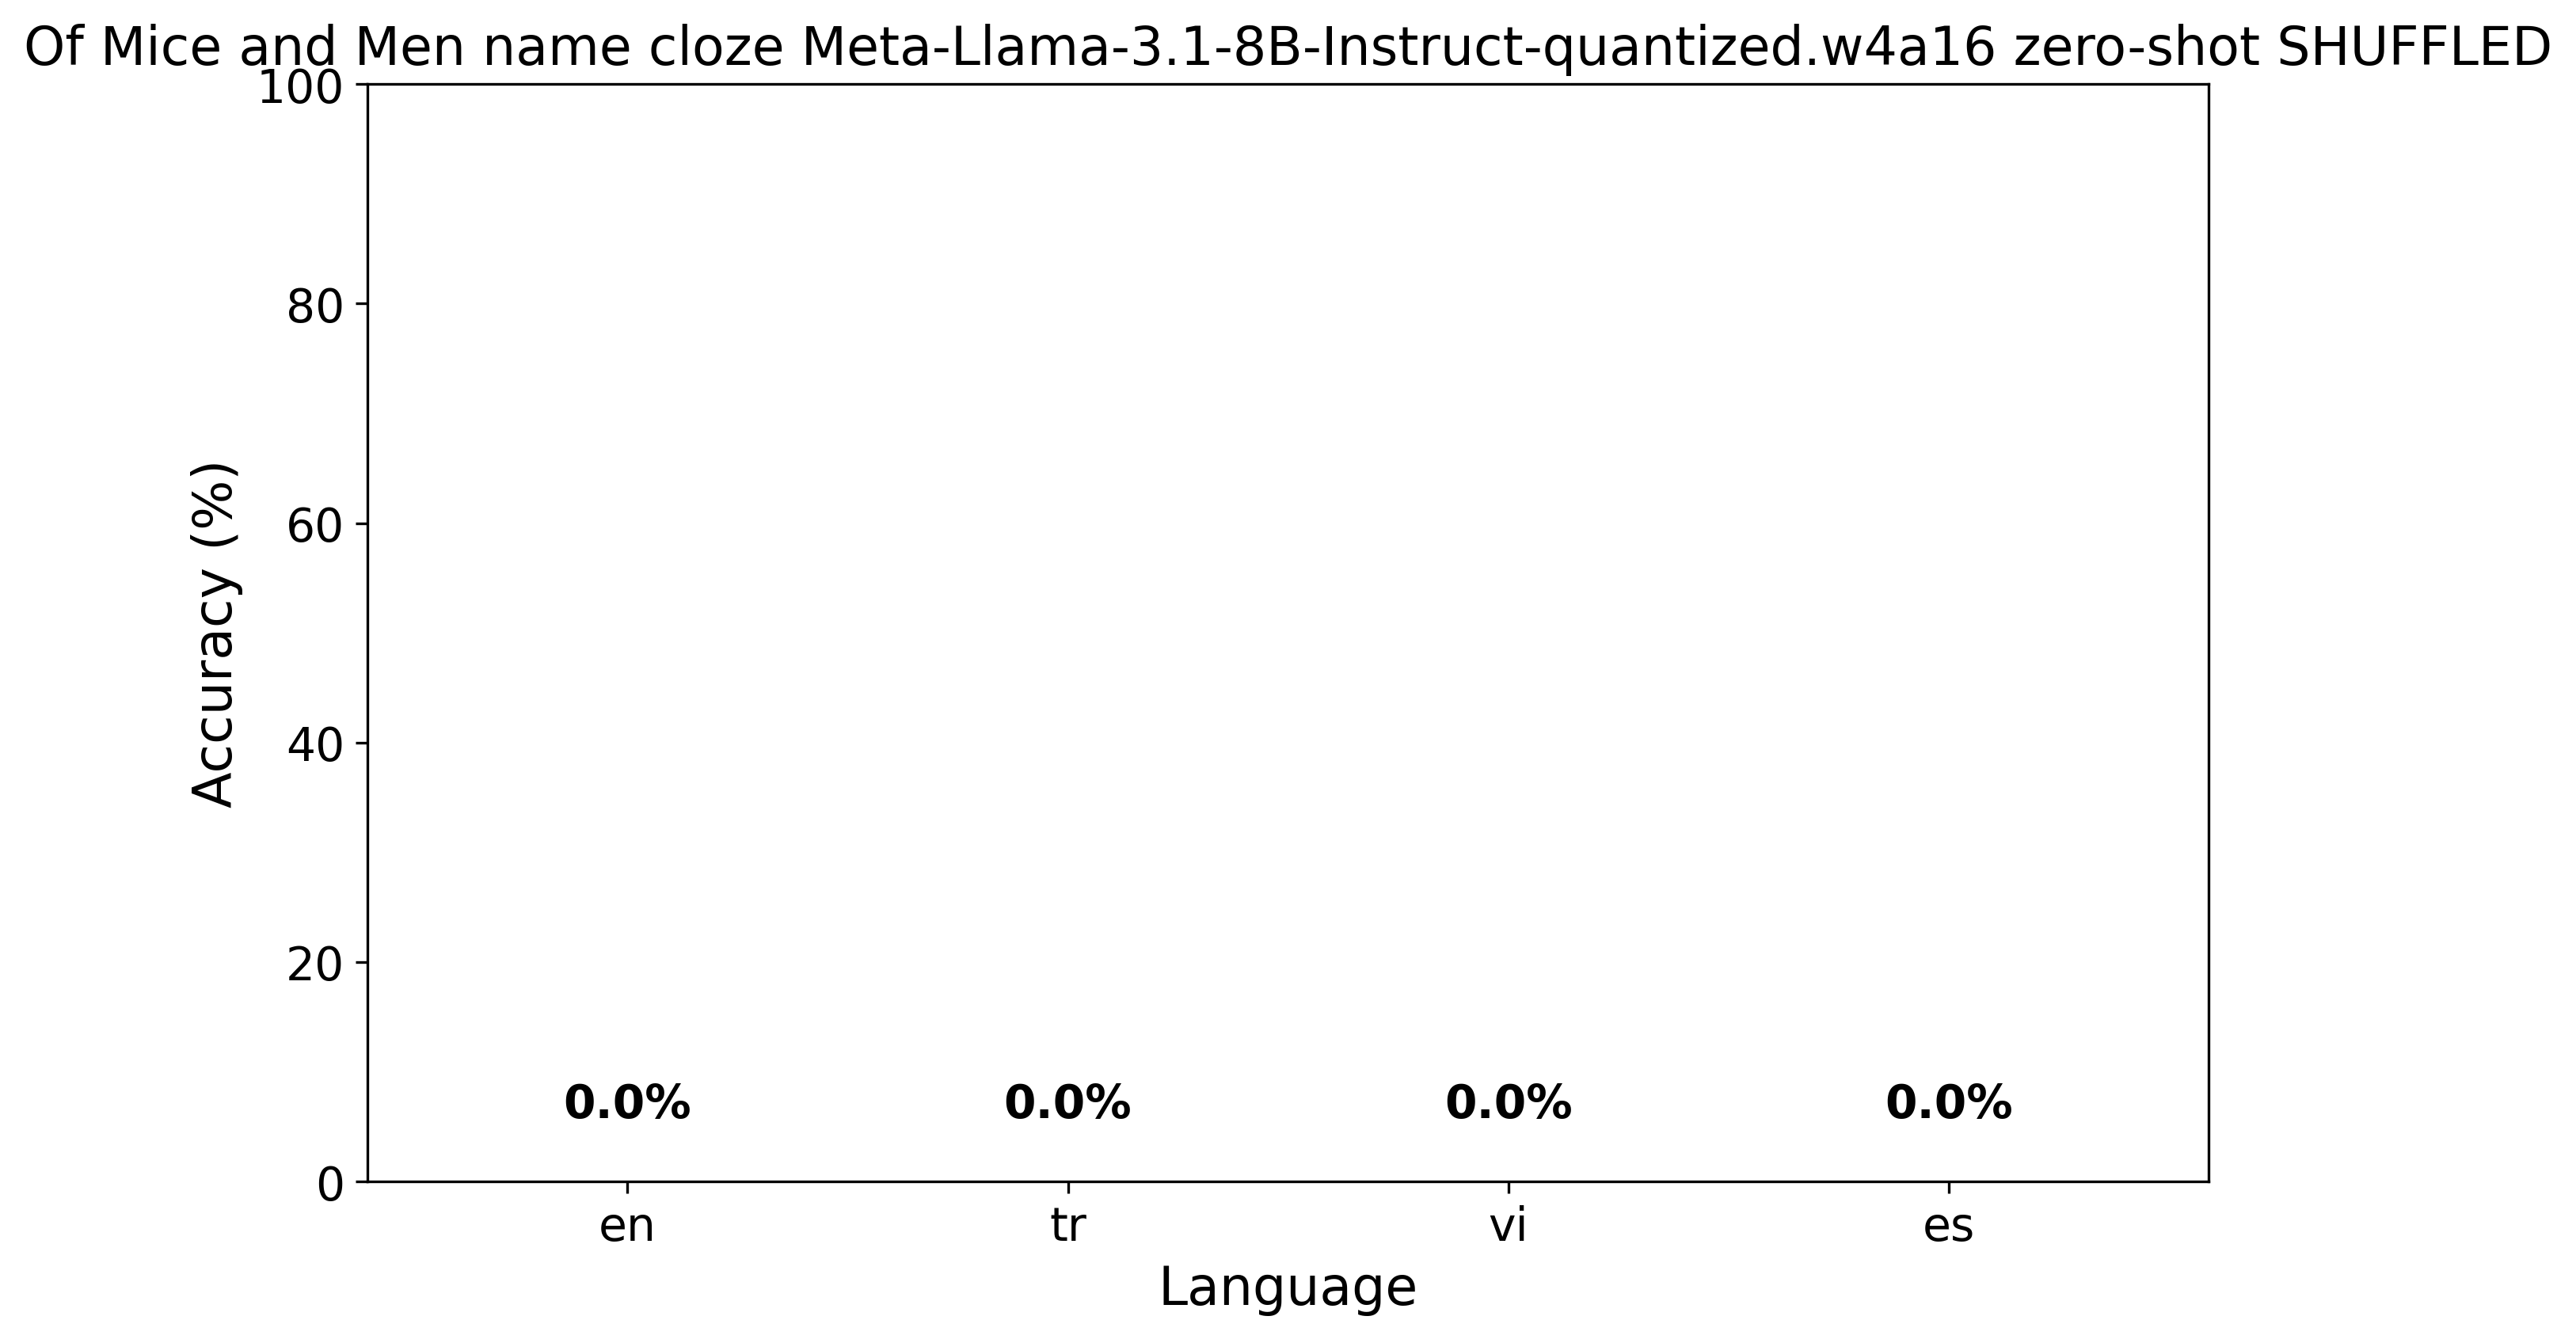 Of Mice and Men name cloze Meta-Llama-3.1-8B-Instruct-quantized.w4a16 zero-shot SHUFFLED
100
80
60
40
20
0
Accuracy (%)
0.0% 0.0% 0.0% 0.0%
en tr vi es
Language